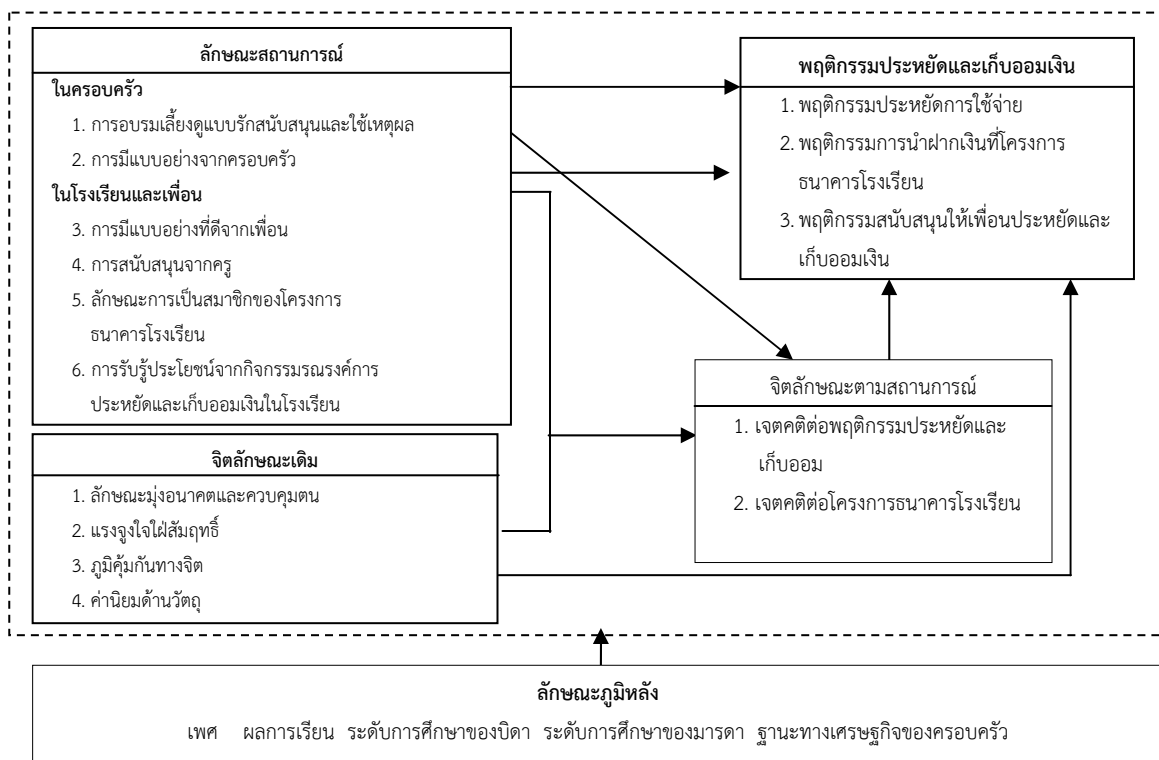 ลักษณะสถานการณ์
ในครอบครัว
1. การอบรมเลี้ยงดูแบบรักสนับสนุนและใช้เหตุผล
2. การมีแบบอย่างจากครอบครัว
ในโรงเรียนและเพื่อน
3. การมีแบบอย่างที่ดีจากเพื่อน
4. การสนับสนุนจากครู
5. ลักษณะการเป็นสมาชิกของโครงการ
ธนาคารโรงเรียน
6. การรับรู้ประโยชน์จากกิจกรรมรณรงค์การ
ประหยัดและเก็บออมเงินในโรงเรียน
พฤติกรรมประหยัดและเก็บออมเงิน
1. พฤติกรรมประหยัดการใช้จ่าย
2. พฤติกรรมการนำฝากเงินที่โครงการ
ธนาคารโรงเรียน
3. พฤติกรรมสนับสนุนให้เพื่อนประหยัดและ
เก็บออมเงิน
จิตลักษณะเดิม
1. ลักษณะมุ่งอนาคตและควบคุมตน
2. แรงจูงใจใฝ่สัมฤทธิ์
3. ภูมิคุ้มกันทางจิต
4. ค่านิยมด้านวัตถุ
จิตลักษณะตามสถานการณ์
1. เจตคติต่อพฤติกรรมประหยัดและ
เก็บออม
2. เจตคติต่อโครงการธนาคารโรงเรียน
ลักษณะภูมิหลัง
เพศ ผลการเรียน ระดับการศึกษาของบิดา ระดับการศึกษาของมารดา ฐานะทางเศรษฐกิจของครอบครัว